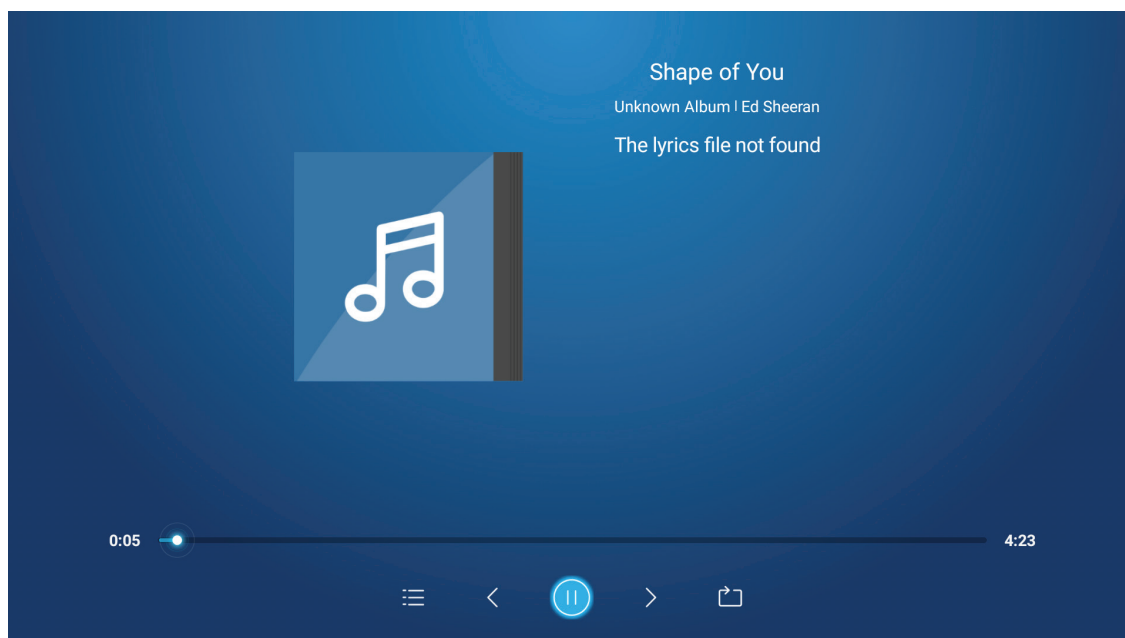 Shape of You
Unknown Album | Ed Sheeran
The lyrics file not found
0:05 4:23